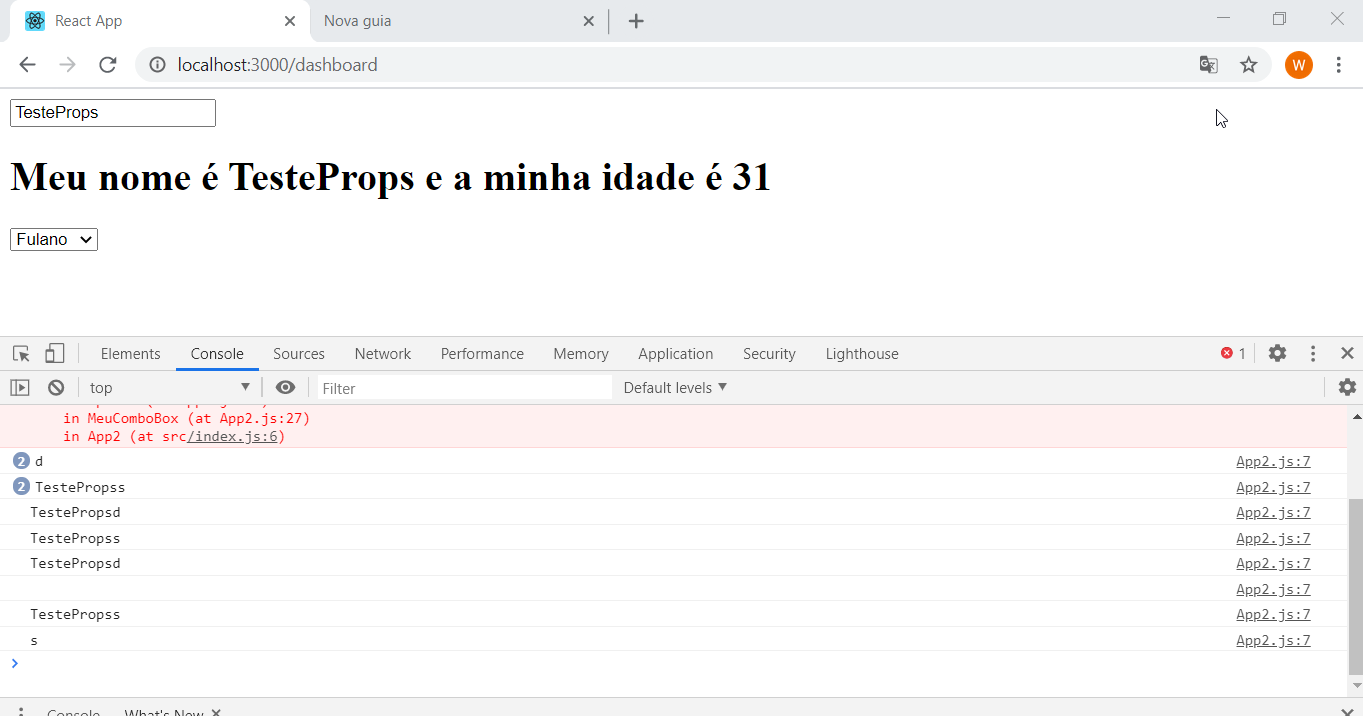 React App
Nova guia
localhost:3000/dashboard
W
TesteProps
Meu nome é TesteProps e a minha idade é 31
Fulano
Elements Console Sources Network Performance Memory Application Security Lighthouse 1
top Filter Default levels
in MeuComboBox (at App2.js:27)
in App2 (at src/index.js:6)
2 d App2.js:7
2 TestePropss App2.js:7
TestePropsd App2.js:7
TestePropss App2.js:7
TestePropsd App2.js:7
App2.js:7
TestePropss App2.js:7
s App2.js:7
Console What's New